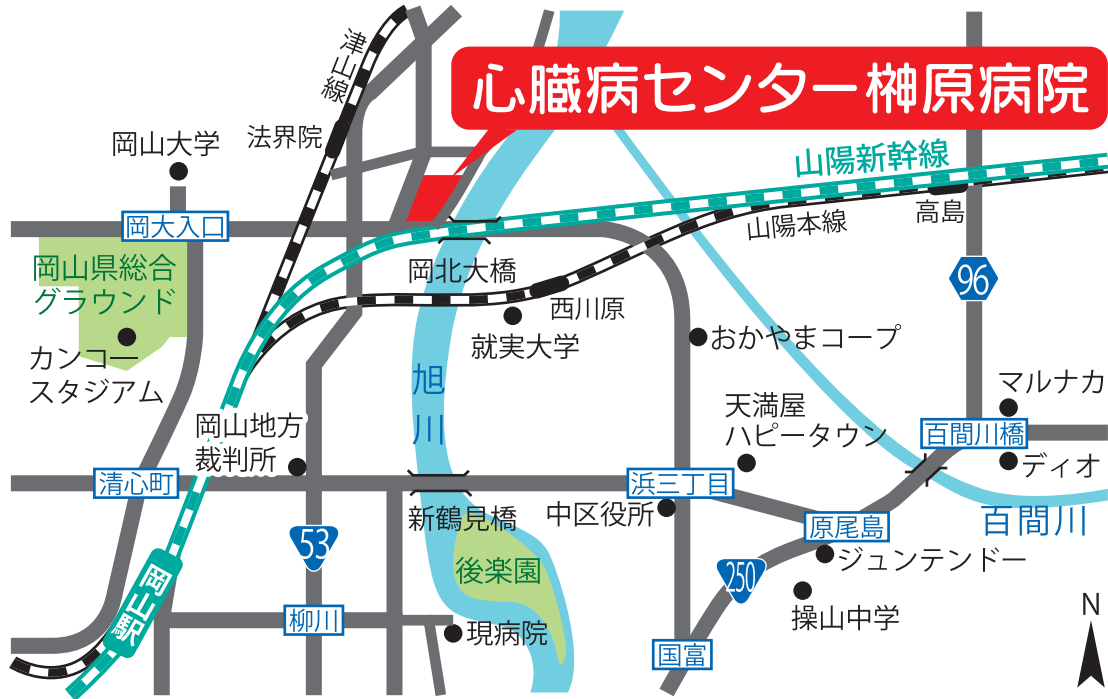 心臓病センター榊原病院
津山線
岡山大学
法界院
山陽新幹線
高島
山陽本線
岡大入口
岡山県総合
グラウンド
カンコー
スタジアム
岡北大橋
西川原
就実大学
96
おかやまコープ
旭川
マルナカ
天満屋
ハピータウン
百間川橋
ディオ
岡山地方
裁判所
清心町
浜三丁目
新鶴見橋
中区役所
原尾島
百間川
53
ジュンテンドー
後楽園
250
岡山駅
操山中学
柳川
現病院
国富
N